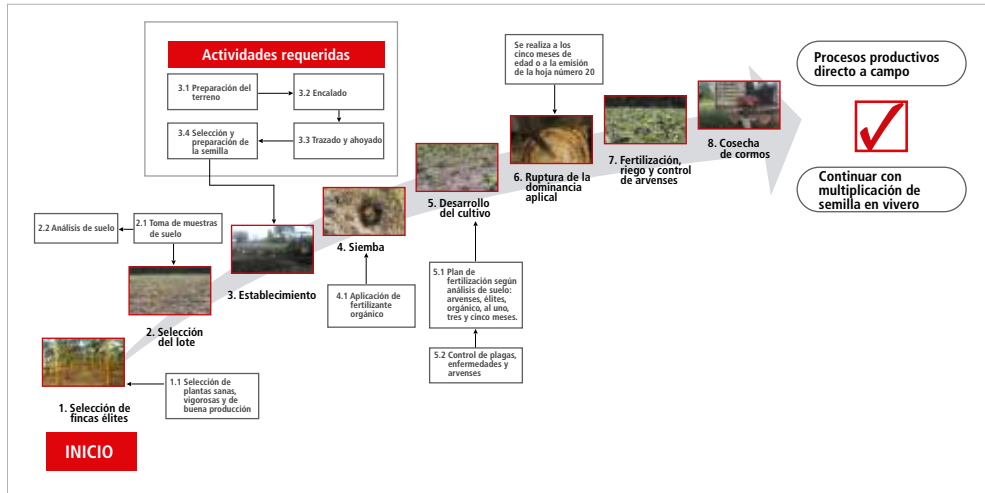 Actividades requeridas
3.1 Preparación del
terreno
3.2 Encalado
3.4 Selección y
preparación de
la semilla
3.3 Trazado y ahoyado
Se realiza a los
cinco meses de
edad o a la emisión
de la hoja número 20
Procesos productivos
directo a campo
Continuar con
multiplicación de
semilla en vivero
8. Cosecha
de cormos
7. Fertilización,
riego y control
de arvenses
6. Ruptura de la
dominancia
apical
5. Desarrollo
del cultivo
5.1 Plan de
fertilización según
análisis de suelo:
arvenses, élites,
orgánico, al uno,
tres y cinco meses.
5.2 Control de plagas,
enfermedades y
arvenses
4. Siemba
4.1 Aplicación de
fertilizante
orgánico
3. Establecimiento
2.2 Análisis de suelo
2.1 Toma de muestras
de suelo
2. Selección
del lote
1.1 Selección de
plantas sanas,
vigorosas y de
buena producción
1. Selección de
fincas élites
INICIO